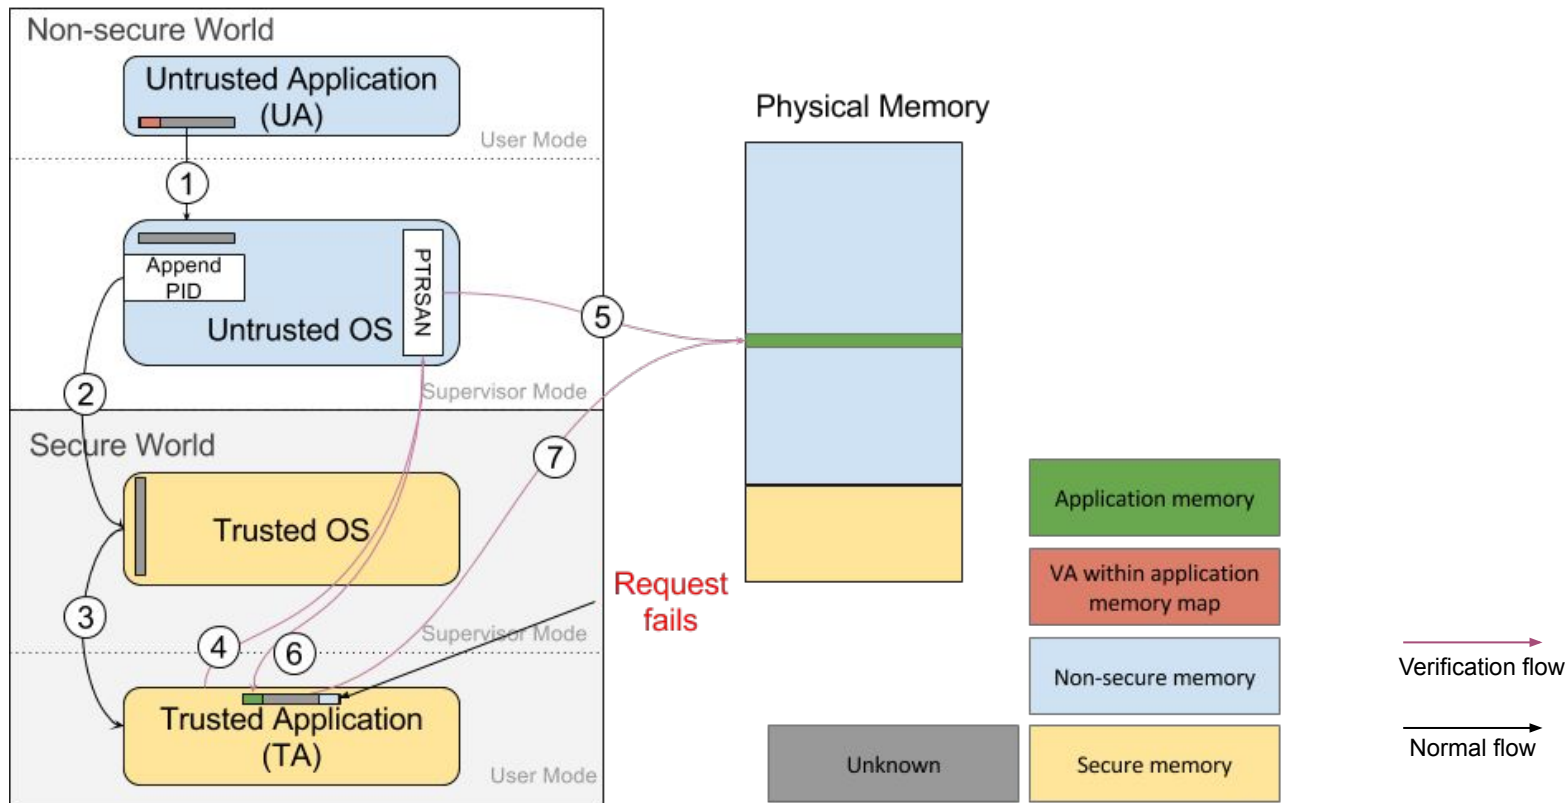 Non-secure World
Untrusted Application
(UA)
User Mode
1
Append
PID
PTRSAN
Untrusted OS
Supervisor Mode
2
Secure World
Trusted OS
3
Supervisor Mode
4
6
Trusted Application
(TA)
User Mode
5
7
Physical Memory
Request
fails
Application memory
VA within application
memory map
Non-secure memory
Unknown
Secure memory
Verification flow
Normal flow